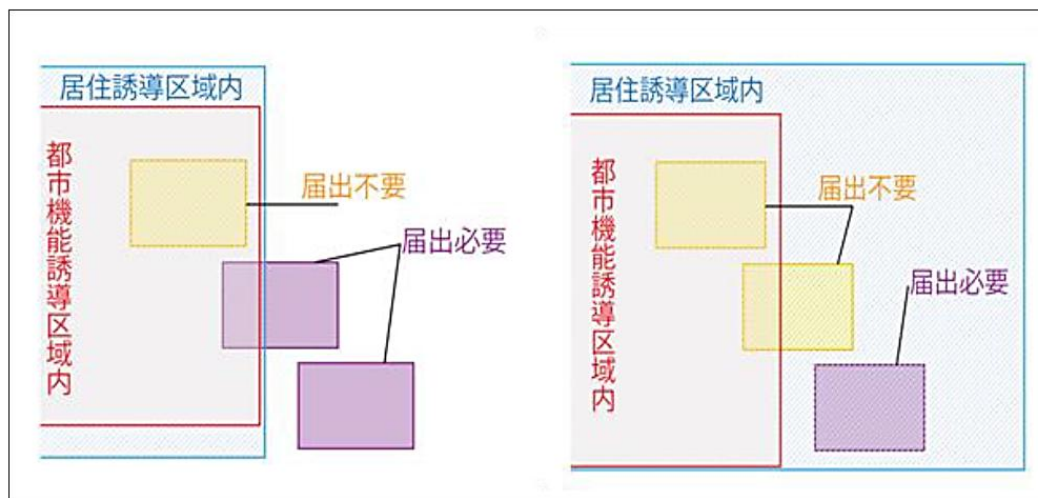 居住誘導区域内
都市機能誘導区域内
届出不要
届出必要
居住誘導区域内
都市機能誘導区域内
届出不要
届出必要